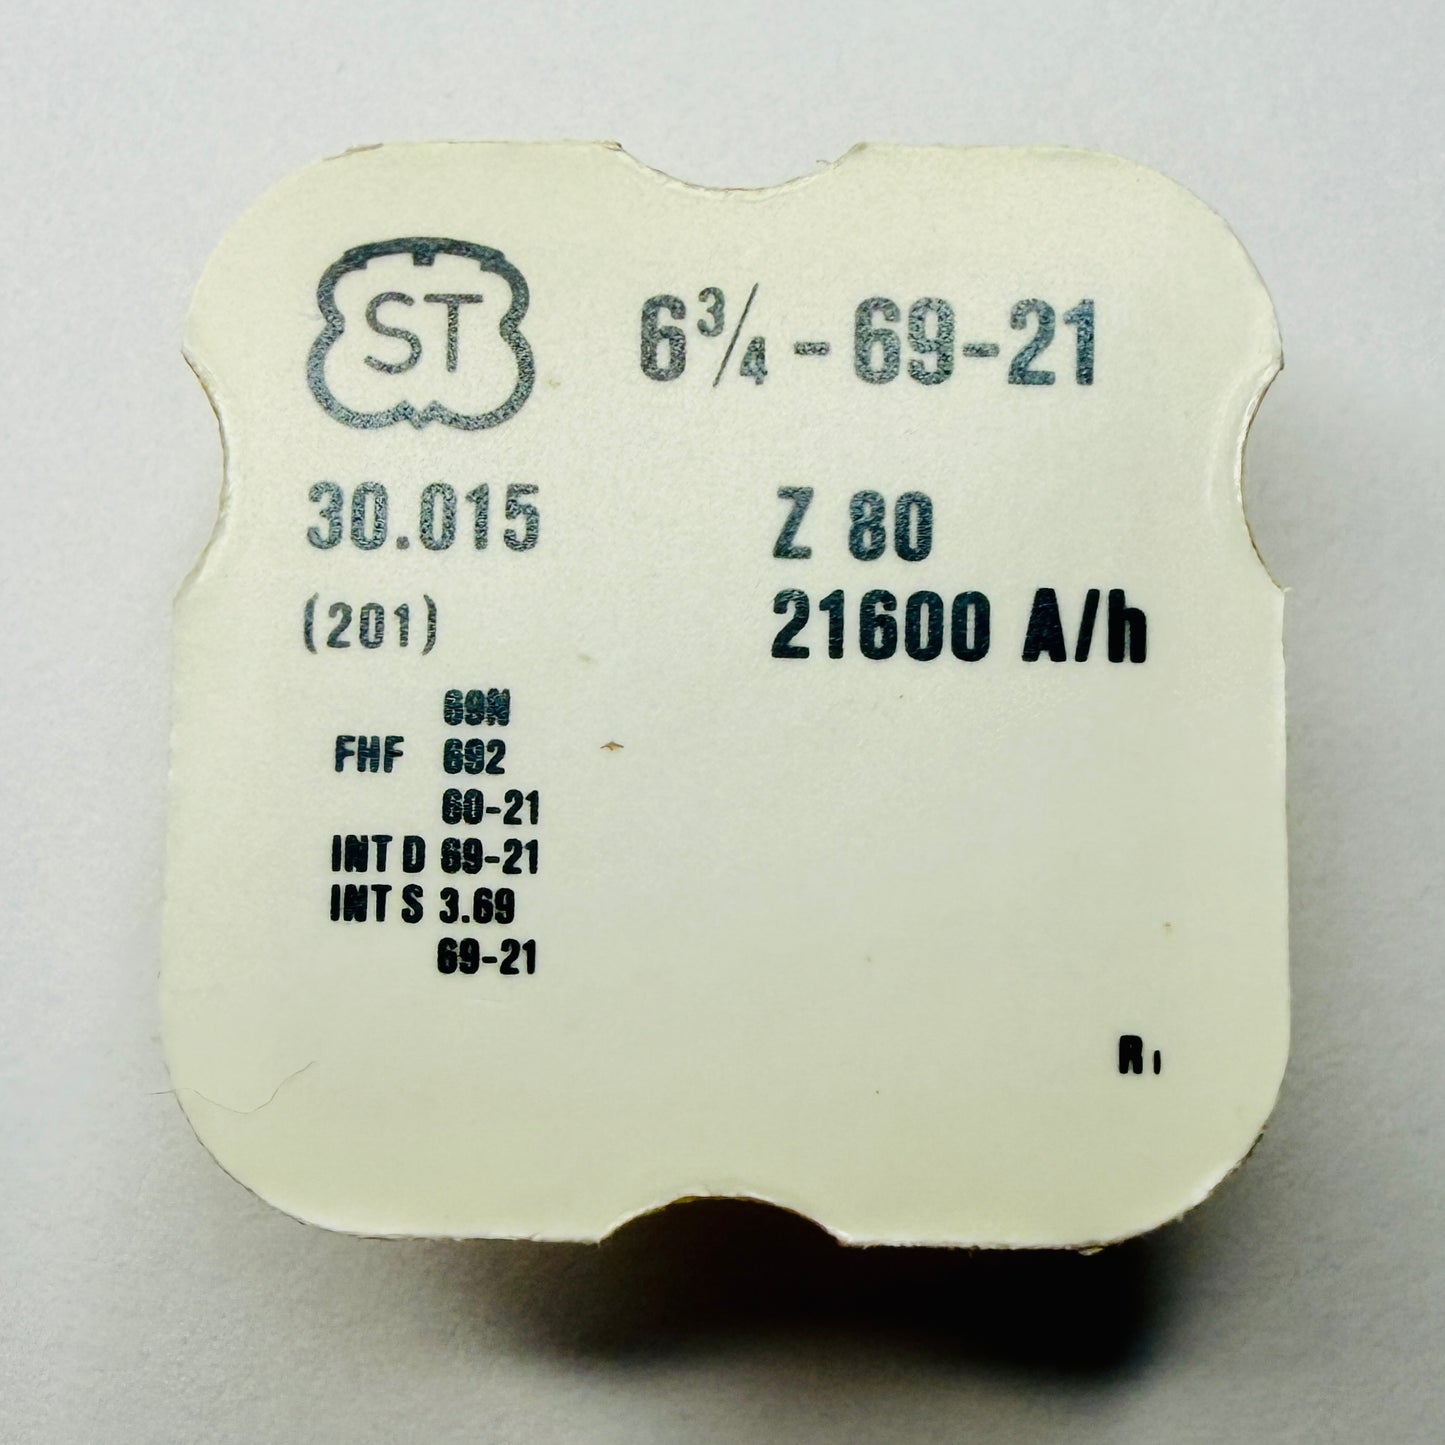 ST
6¾-69-21
30.015
Z 80
(201)
21600 A/h
69N
FHF 692
60-21
INT D 69-21
INT S 3.69
69-21
R1